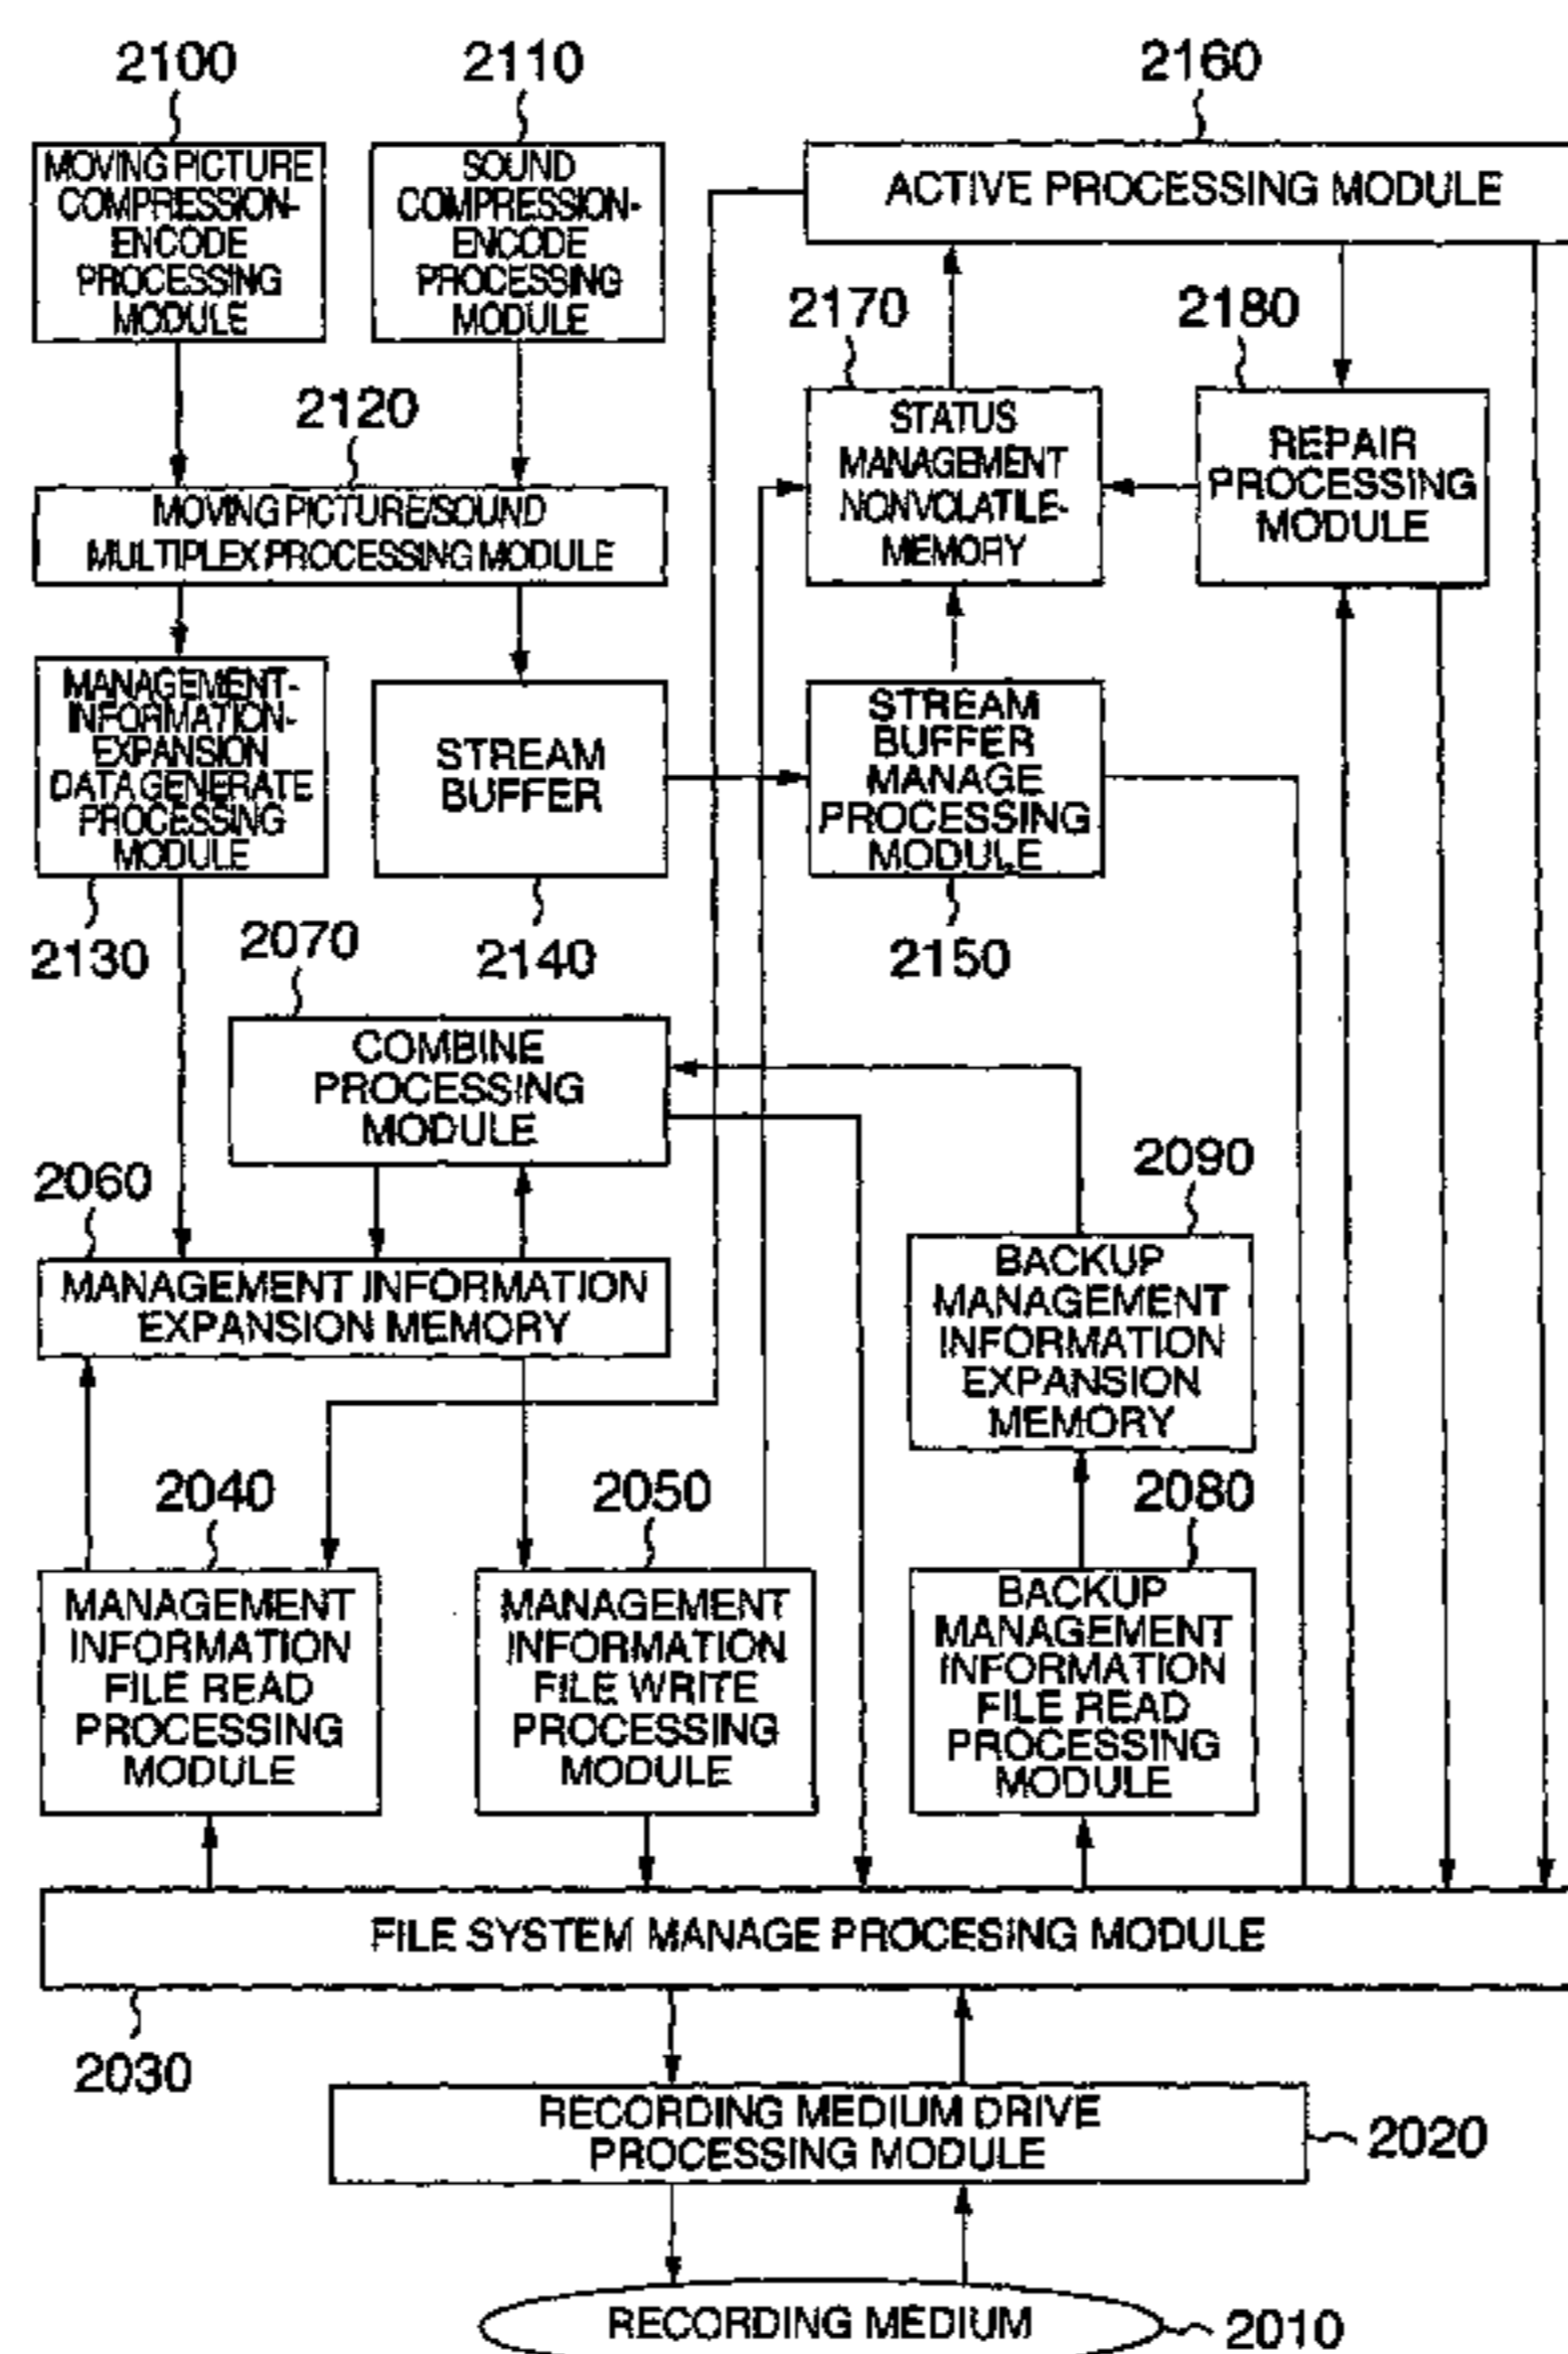 2100
2110
2160
MOVING PICTURE
COMPRESSION-
ENCODE
PROCESSING
MODULE
SOUND
COMPRESSION-
ENCODE
PROCESSING
MODULE
ACTIVE PROCESSING MODULE
2170
2180
2120
STATUS
MANAGEMENT
NONVOLATILE-
MEMORY
REPAIR
PROCESSING
MODULE
MOVING PICTURE/SOUND
MULTIPLEX PROCESSING MODULE
MANAGEMENT-
INFORMATION-
EXPANSION
DATA GENERATE
PROCESSING
MODULE
STREAM
BUFFER
STREAM
BUFFER
MANAGE
PROCESSING
MODULE
2130
2140
2150
2070
COMBINE
PROCESSING
MODULE
2060
2090
MANAGEMENT INFORMATION
EXPANSION MEMORY
BACKUP
MANAGEMENT
INFORMATION
EXPANSION
MEMORY
2040
2050
2080
MANAGEMENT
INFORMATION
FILE READ
PROCESSING
MODULE
MANAGEMENT
INFORMATION
FILE WRITE
PROCESSING
MODULE
BACKUP
MANAGEMENT
INFORMATION
FILE READ
PROCESSING
MODULE
FILE SYSTEM MANAGE PROCESING MODULE
2030
RECORDING MEDIUM DRIVE
PROCESSING MODULE
2020
RECORDING MEDIUM
2010